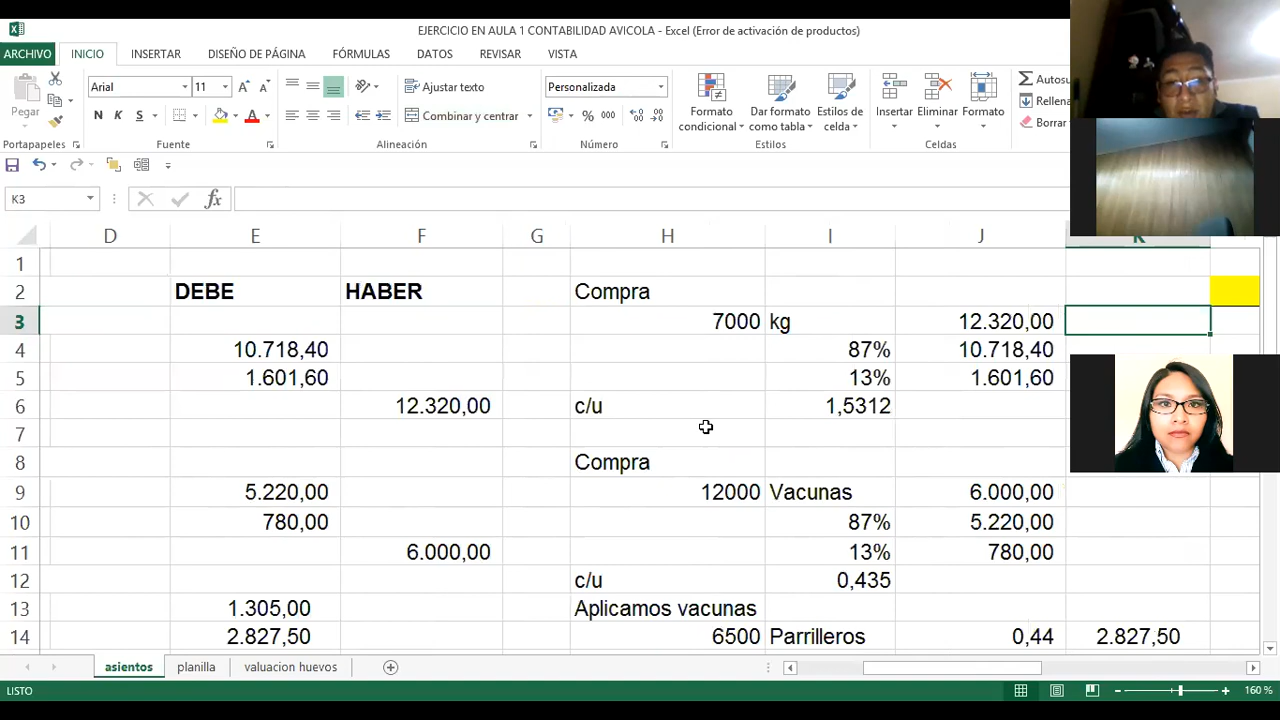 EJERCICIO EN AULA 1 CONTABILIDAD AVICOLA - Excel (Error de activación de productos)
ARCHIVO INICIO INSERTAR DISEÑO DE PÁGINA FÓRMULAS DATOS REVISAR VISTA
Arial 11 Ajustar texto Personalizada
Pegar
N K S Combinar y centrar % 000
Formato condicional Dar formato como tabla Estilos de celda Insertar Eliminar Formato
Autosu
Rellena
Borrar
Portapapeles Fuente Alineación Número Estilos Celdas
K3 fx
D E F G H I J K
1
2 DEBE HABER Compra
3 7000 kg 12.320,00
4 10.718,40 87% 10.718,40
5 1.601,60 13% 1.601,60
6 12.320,00 c/u 1,5312
7
8 Compra
9 5.220,00 12000 Vacunas 6.000,00
10 780,00 87% 5.220,00
11 6.000,00 13% 780,00
12 c/u 0,435
13 1.305,00 Aplicamos vacunas
14 2.827,50 6500 Parrilleros 0,44 2.827,50
asientos planilla valuacion huevos
LISTO 160 %